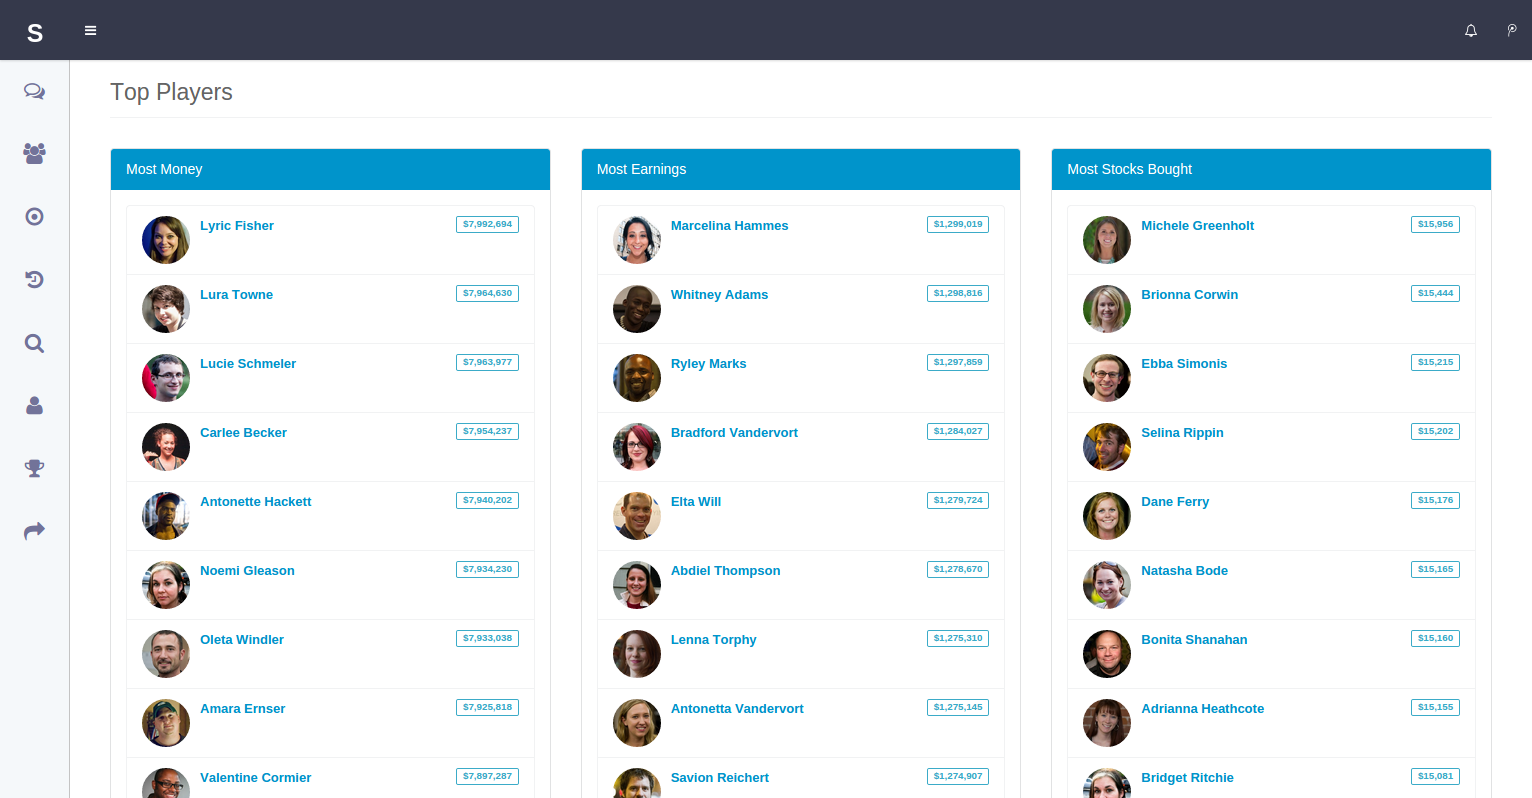 S
Top Players
Most Money
Lyric Fisher $7,992,694
Lura Towne $7,964,630
Lucie Schmeler $7,963,977
Carlee Becker $7,954,237
Antonette Hackett $7,940,202
Noemi Gleason $7,934,230
Oleta Windler $7,933,038
Amara Ernser $7,925,818
Valentine Cormier $7,897,287
Most Earnings
Marcelina Hammes $1,299,019
Whitney Adams $1,298,816
Ryley Marks $1,297,859
Bradford Vandervort $1,284,027
Elta Will $1,279,724
Abdiel Thompson $1,278,670
Lenna Torphy $1,275,310
Antonetta Vandervort $1,275,145
Savion Reichert $1,274,907
Most Stocks Bought
Michele Greenholt $15,956
Brionna Corwin $15,444
Ebba Simonis $15,215
Selina Rippin $15,202
Dane Ferry $15,176
Natasha Bode $15,165
Bonita Shanahan $15,160
Adrianna Heathcote $15,155
Bridget Ritchie $15,081